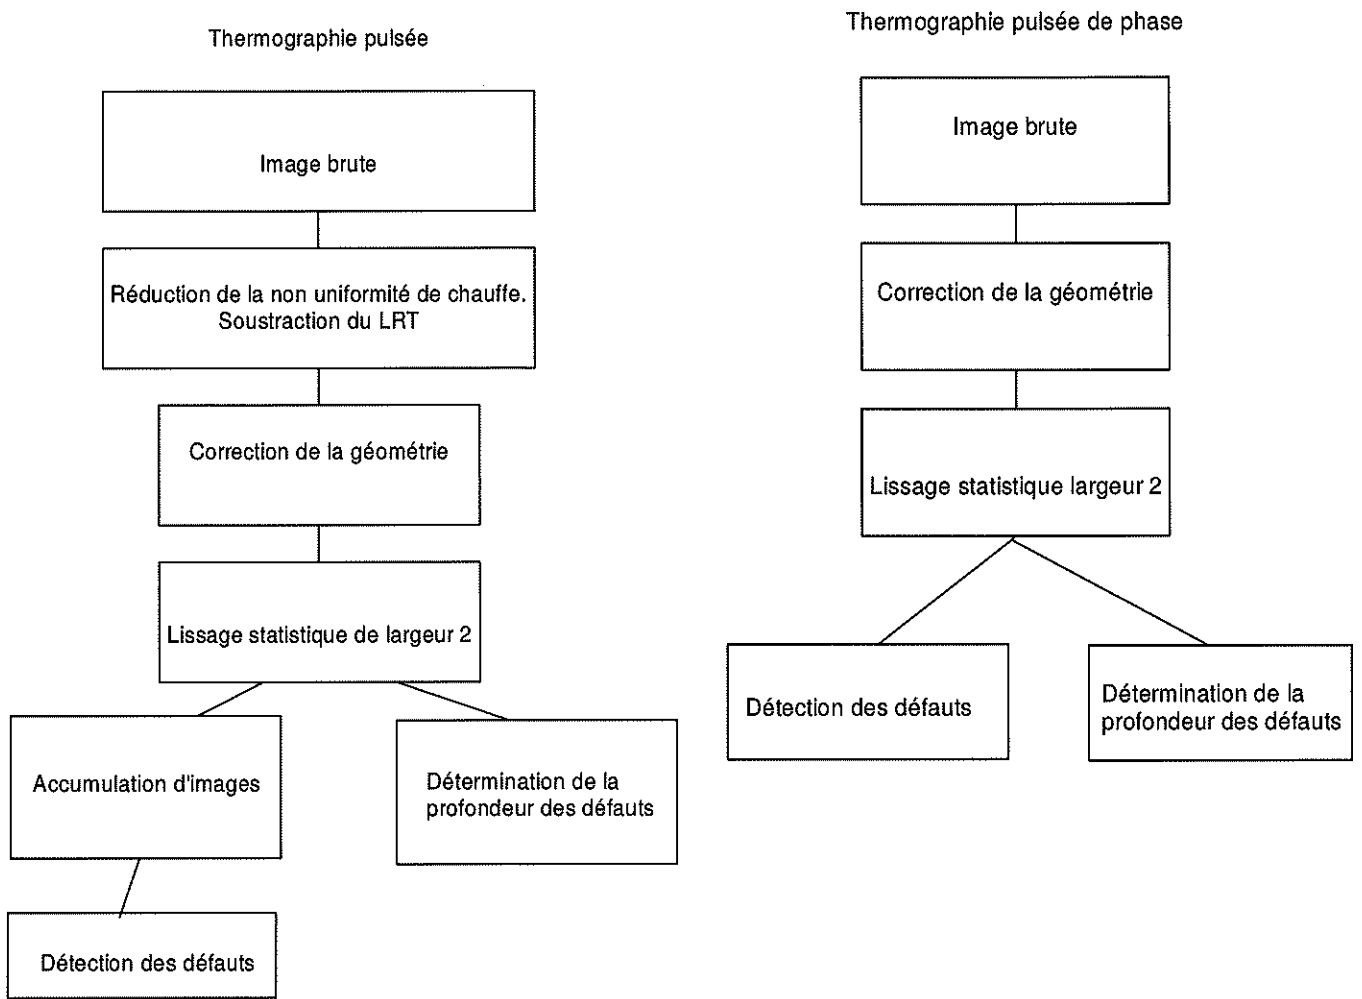 Thermographie pulsée
Image brute
Réduction de la non uniformité de chauffe.
Soustraction du LRT
Correction de la géométrie
Lissage statistique de largeur 2
Accumulation d'images
Détermination de la
profondeur des défauts
Détection des défauts
Thermographie pulsée de phase
Image brute
Correction de la géométrie
Lissage statistique largeur 2
Détection des défauts
Détermination de la
profondeur des défauts